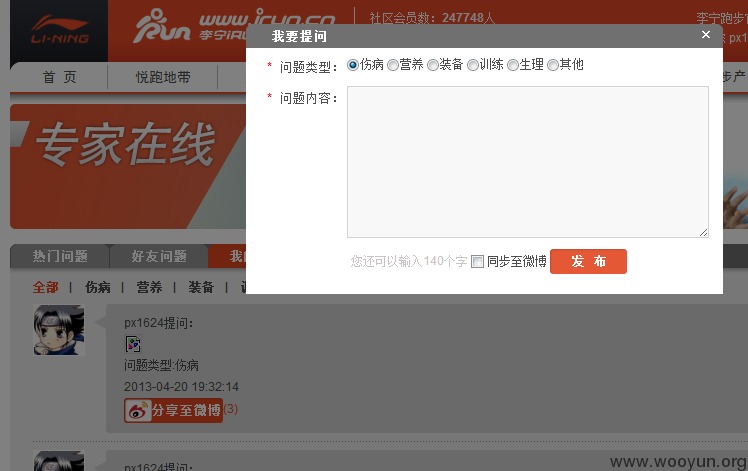 LI-NING
Run
www.irun.cn
李宁iRU
社区会员数：247748人
李宁跑步官
px1
首 页
悦跑地带
步产
我要提问
×
* 问题类型：
伤病 营养 装备 训练 生理 其他
* 问题内容：
您还可以输入140个字
同步至微博
发 布
专家在线
热门问题
好友问题
我的
全部 | 伤病 | 营养 | 装备 |
px1624提问：
问题类型:伤病
2013-04-20 19:32:14
分享至微博(3)
px1624提问：
www.wooyun.org